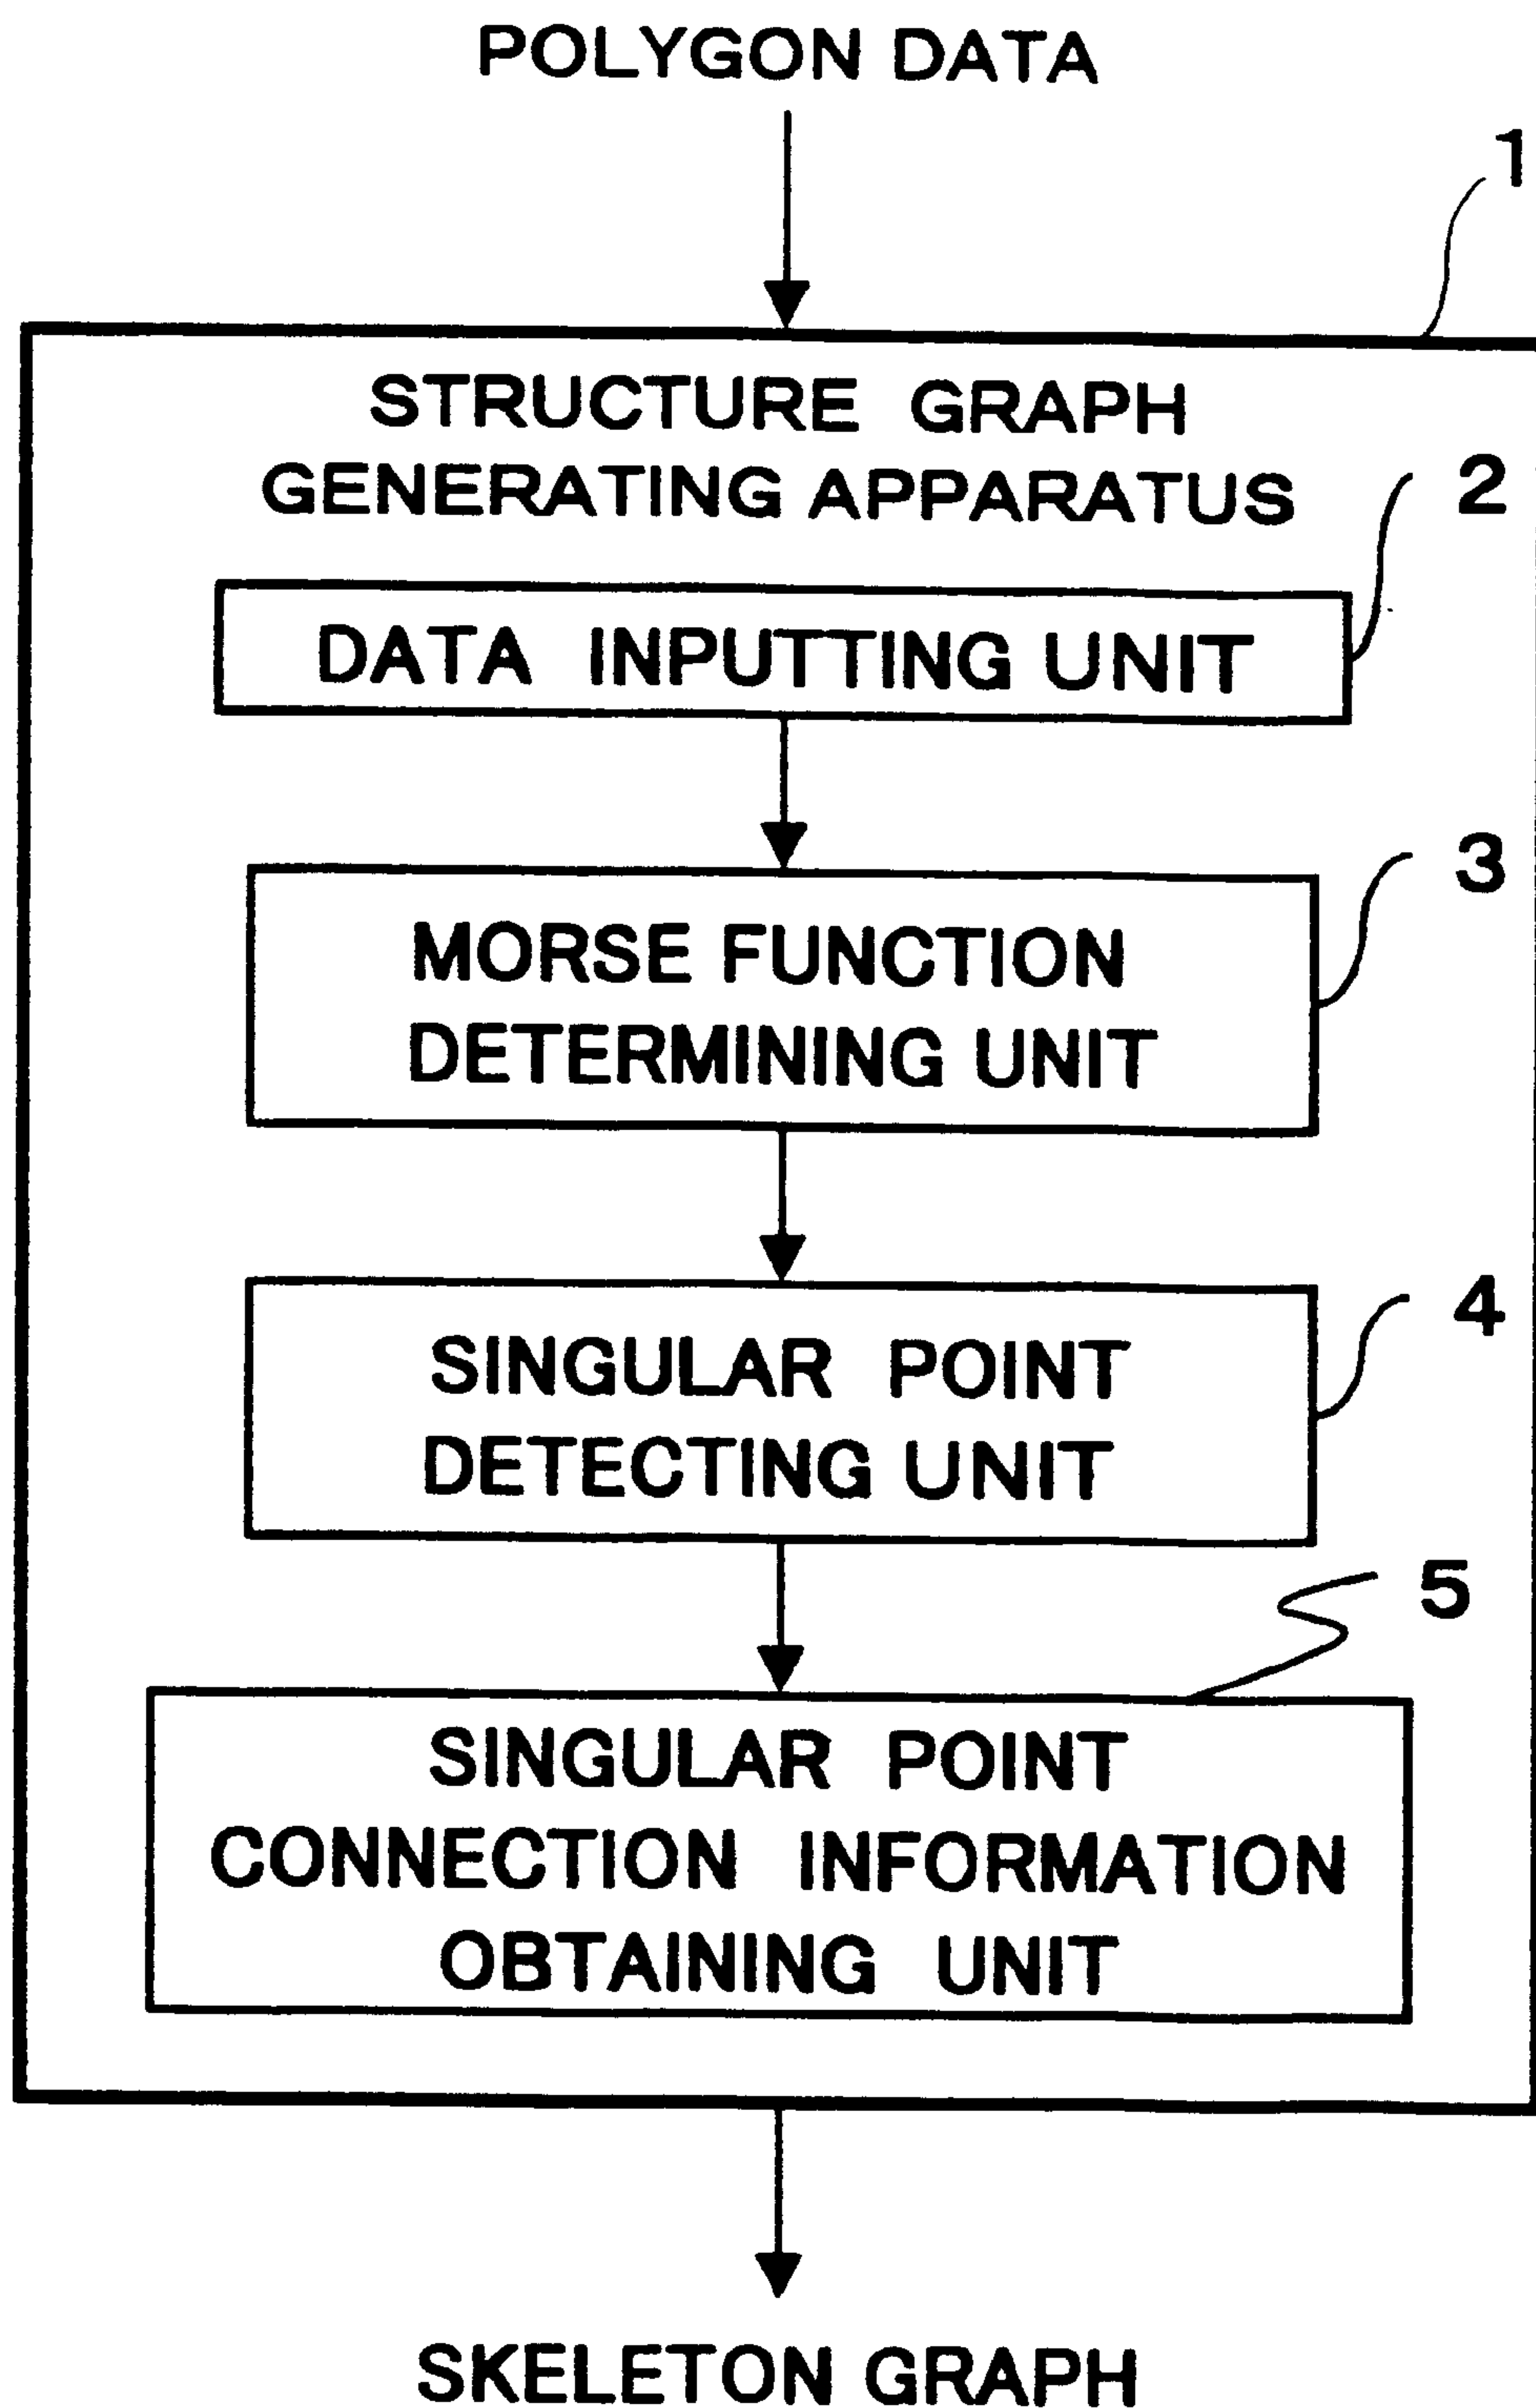 POLYGON DATA
1
STRUCTURE GRAPH
GENERATING APPARATUS
2
DATA INPUTTING UNIT
3
MORSE FUNCTION
DETERMINING UNIT
4
SINGULAR POINT
DETECTING UNIT
5
SINGULAR POINT
CONNECTION INFORMATION
OBTAINING UNIT
SKELETON GRAPH